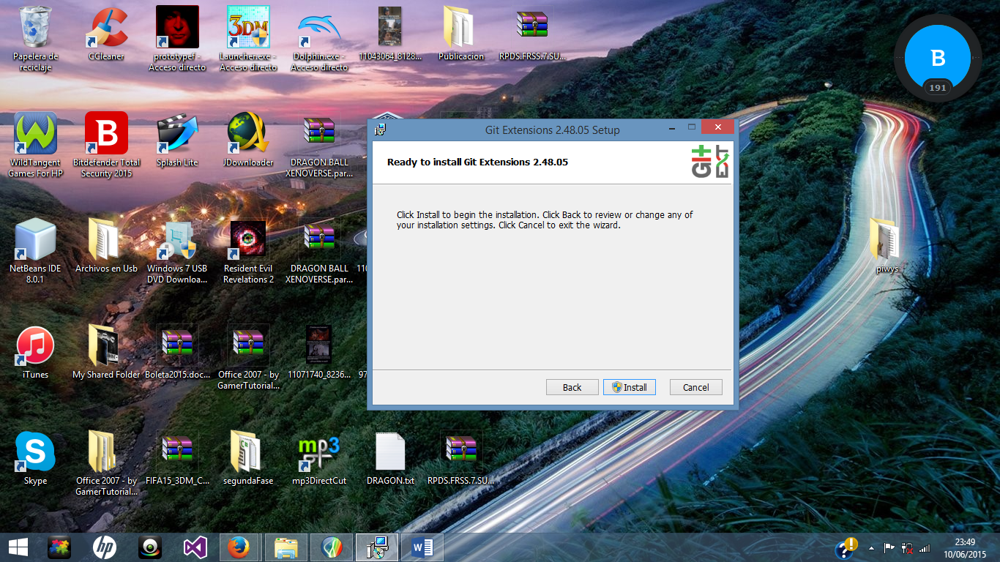 Papelera de
reciclaje
CCleaner
prototypef -
Acceso directo
3DM
Launcher.exe -
Acceso directo
Dolphin.exe -
Acceso directo
11043064_8128...
Publicacion
RPDS.FRSS.7.SU...
B
191
WildTangent
Games For HP
B
Bitdefender Total
Security 2015
Splash Lite
JDownloader
DRAGON BALL
XENOVERSE.par...
Git Extensions 2.48.05 Setup
Ready to install Git Extensions 2.48.05
Git
EXT
Click Install to begin the installation. Click Back to review or change any of
your installation settings. Click Cancel to exit the wizard.
Back
Install
Cancel
NetBeans IDE
8.0.1
Archivos en Usb
Windows 7 USB
DVD Downloa...
Resident Evil
Revelations 2
DRAGON BALL
XENOVERSE.par...
piwys
iTunes
My Shared Folder
Boleta2015.doc...
Office 2007 - by
GamerTutorial...
11071740_8236...
97
Skype
Office 2007 - by
GamerTutorial...
FIFA15_3DM_C...
segundaFase
mp3
mp3DirectCut
DRAGON.txt
RPDS.FRSS.7.SU...
hp
W
23:49
10/06/2015